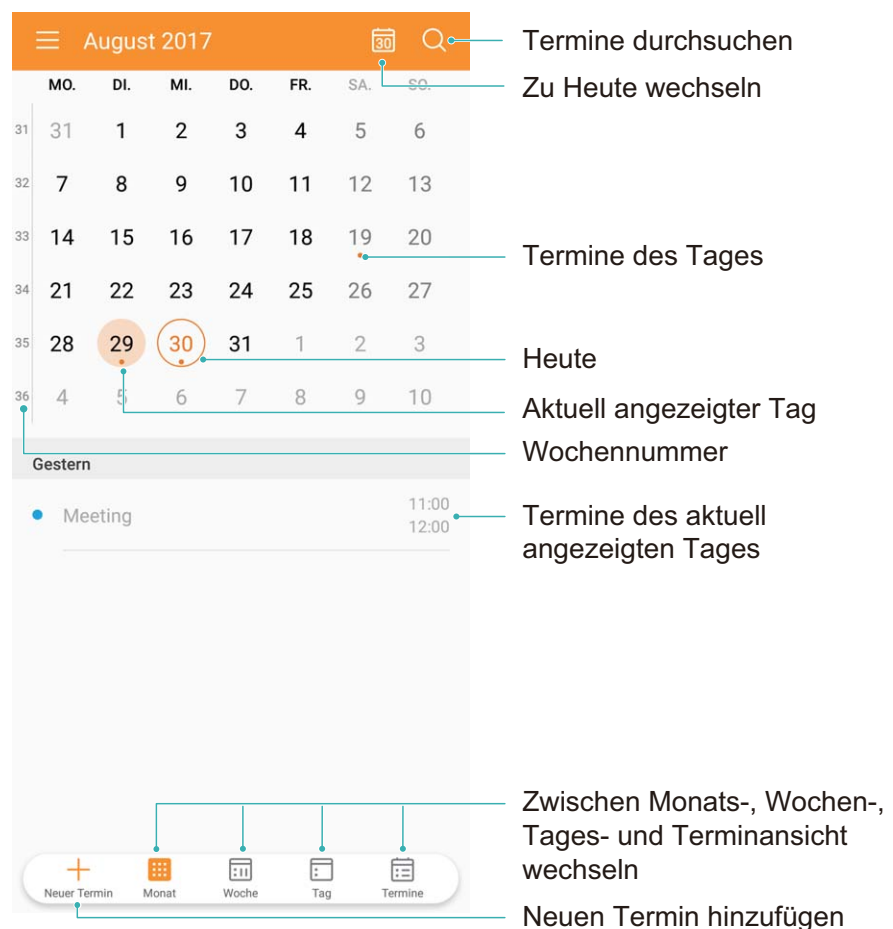 August 2017
30
Termine durchsuchen
Zu Heute wechseln
MO. DI. MI. DO. FR. SA. SO.
31 31 1 2 3 4 5 6
32 7 8 9 10 11 12 13
33 14 15 16 17 18 19 20
Termine des Tages
34 21 22 23 24 25 26 27
35 28 29 30 31 1 2 3
Heute
36 4 5 6 7 8 9 10
Aktuell angezeigter Tag
Wochennummer
Gestern
Meeting
11:00
12:00
Termine des aktuell
angezeigten Tages
Zwischen Monats-, Wochen-,
Tages- und Terminansicht
wechseln
Neuer Termin Monat Woche Tag Termine
Neuen Termin hinzufügen